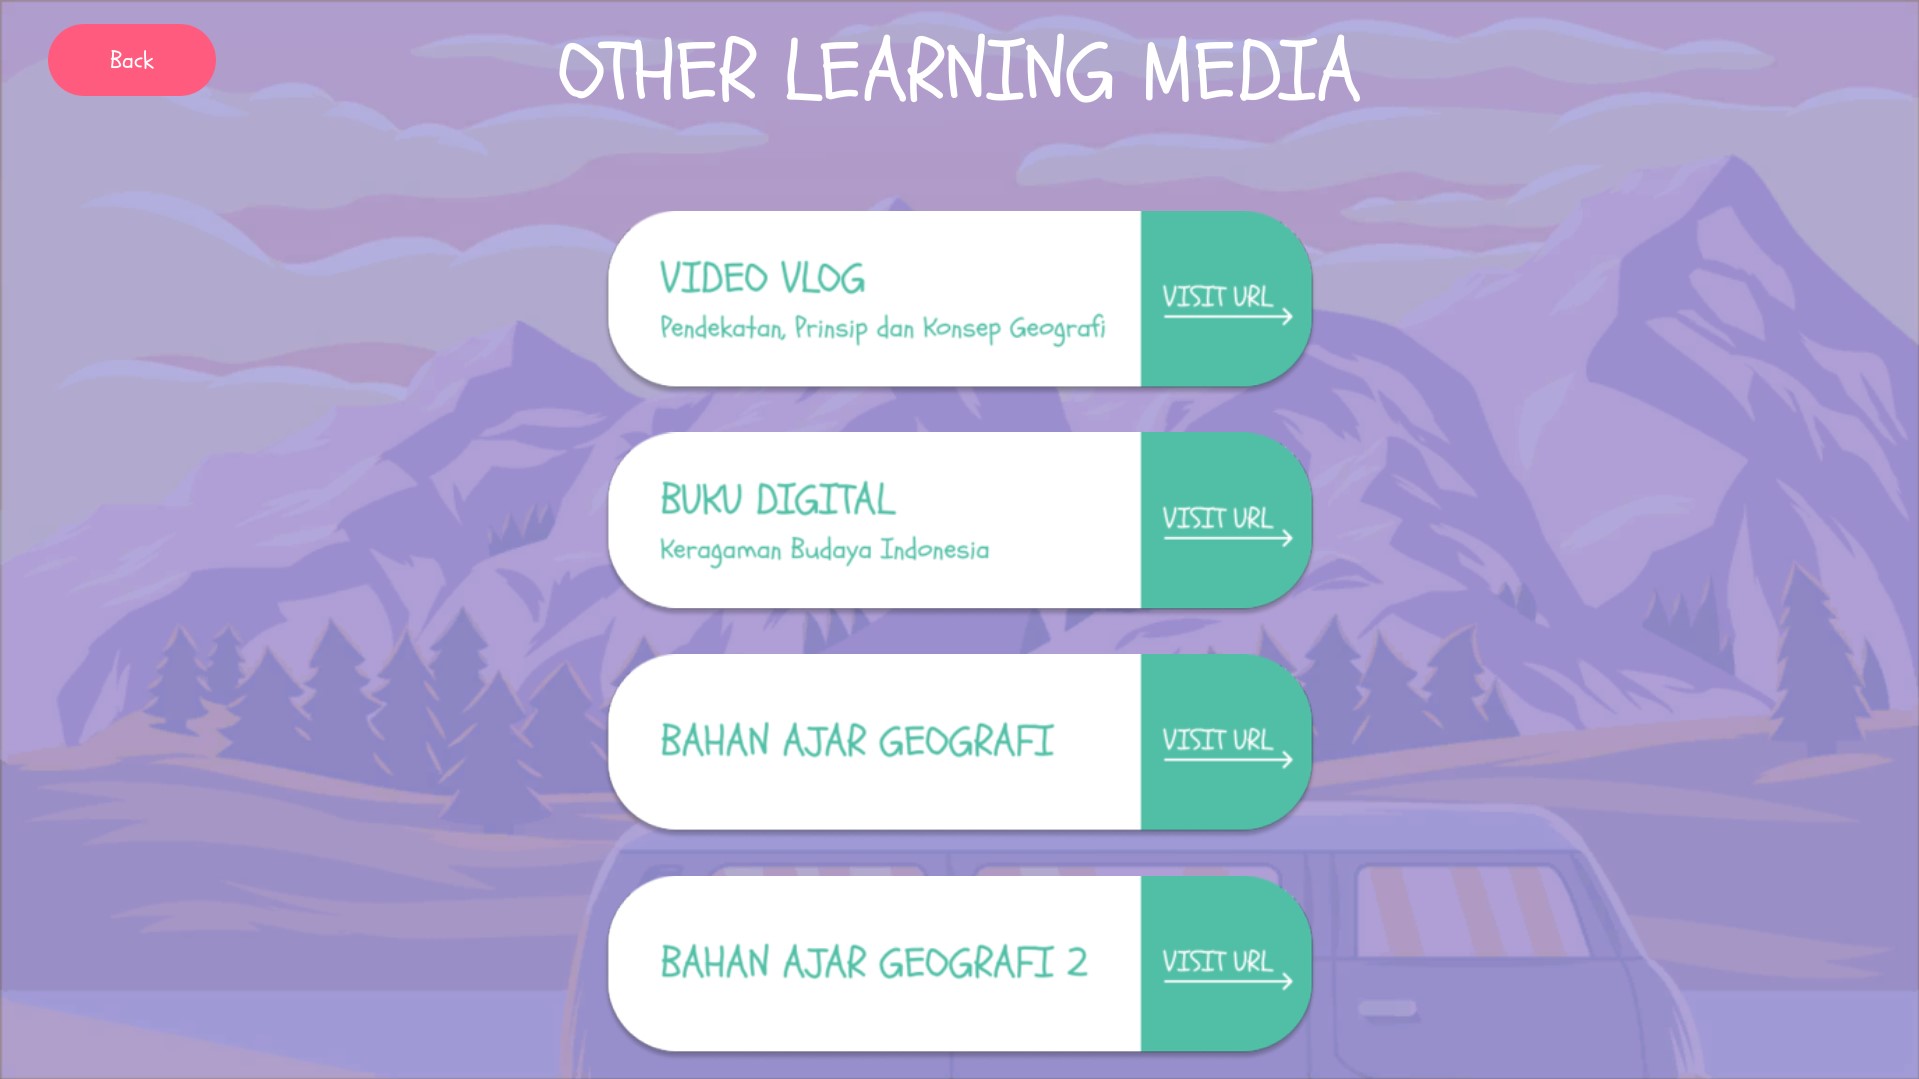 Back
OTHER LEARNING MEDIA
VIDEO VLOG
Pendekatan, Prinsip dan Konsep Geografi
VISIT URL
BUKU DIGITAL
Keragaman Budaya Indonesia
VISIT URL
BAHAN AJAR GEOGRAFI
VISIT URL
BAHAN AJAR GEOGRAFI 2
VISIT URL